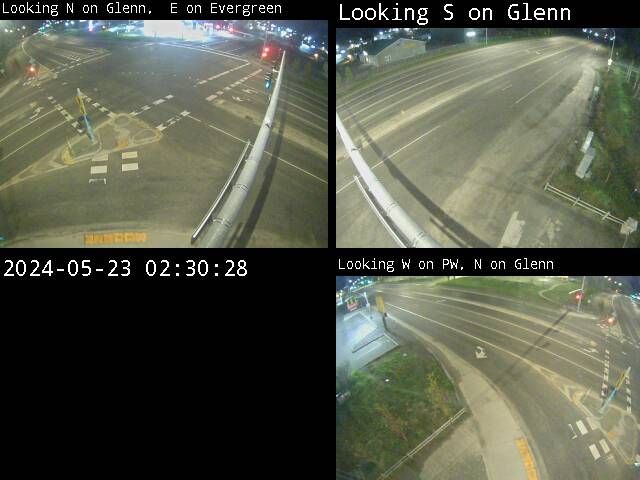 Looking N on Glenn,  E on Evergreen
Looking S on Glenn
2024-05-23 02:30:28
Looking W on PW, N on Glenn